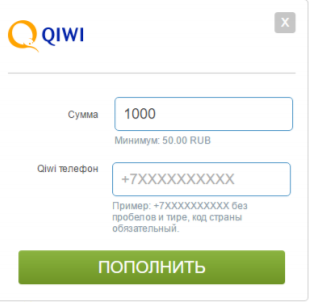 QIWI
X
Сумма
1000
Минимум: 50.00 RUB
Qiwi телефон
+7XXXXXXXXXX
Пример: +7XXXXXXXXXX без
пробелов и тире, код страны
обязательный.
ПОПОЛНИТЬ